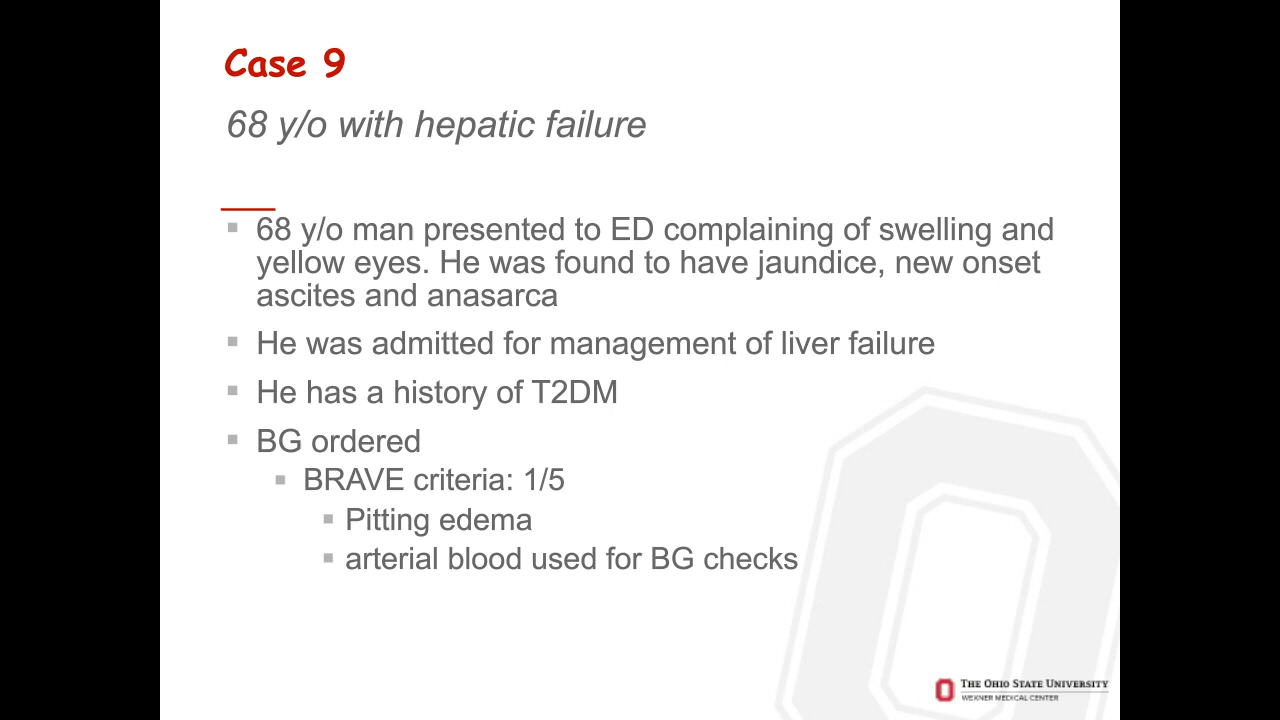 Case 9
68 y/o with hepatic failure
68 y/o man presented to ED complaining of swelling and
yellow eyes. He was found to have jaundice, new onset
ascites and anasarca
He was admitted for management of liver failure
He has a history of T2DM
BG ordered
BRAVE criteria: 1/5
Pitting edema
arterial blood used for BG checks
THE OHIO STATE UNIVERSITY
WEXNER MEDICAL CENTER